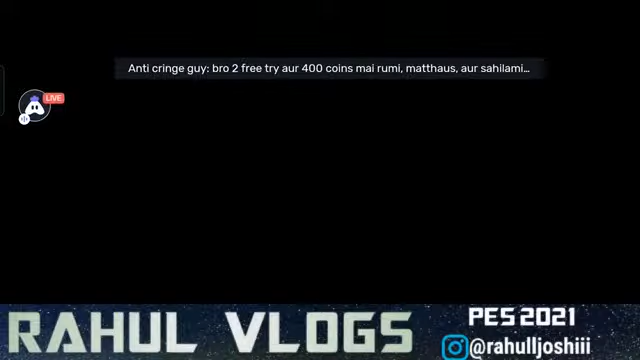 Anti cringe guy: bro 2 free try aur 400 coins mai rumi, matthaus, aur sahilami...
LIVE
RAHUL VLOGS
PES 2021
@rahulljoshiii